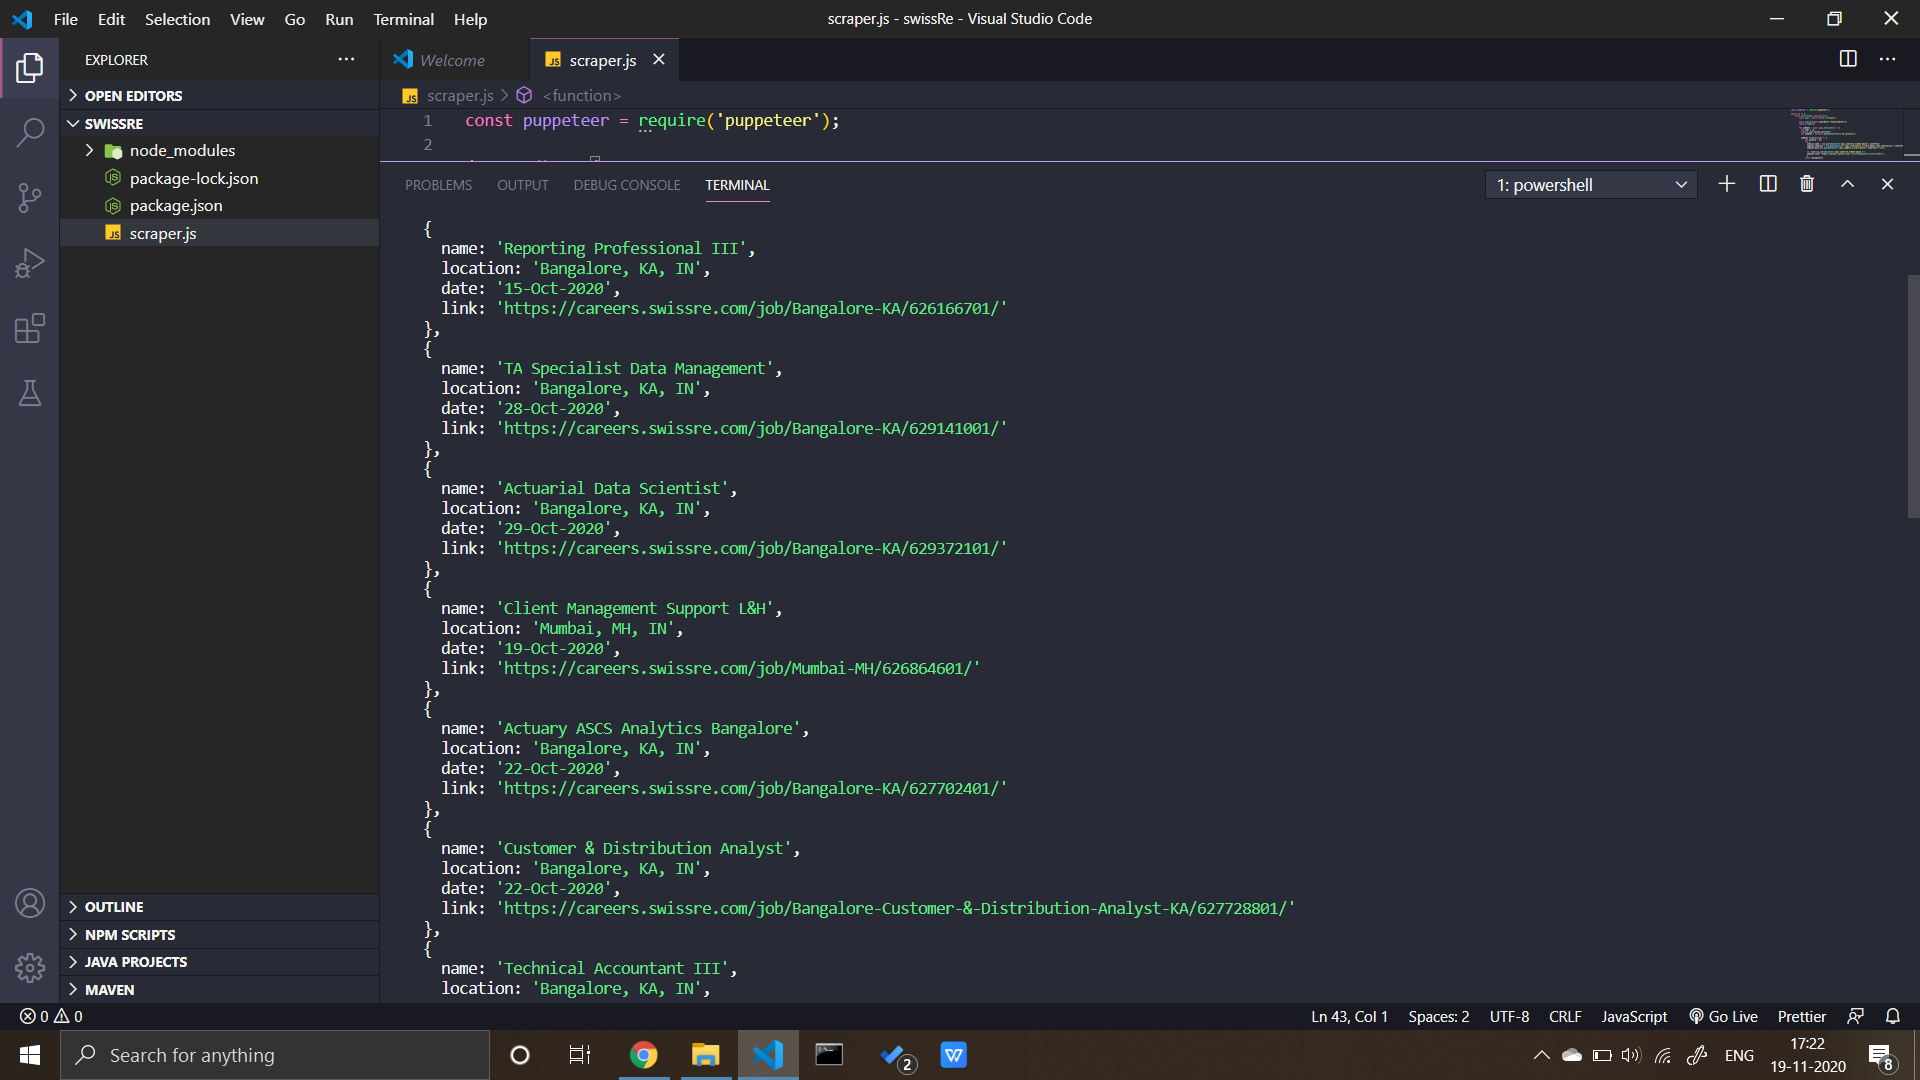 File Edit Selection View Go Run Terminal Help
scraper.js - swissRe - Visual Studio Code
EXPLORER
OPEN EDITORS
SWISSRE
node_modules
package-lock.json
package.json
scraper.js
OUTLINE
NPM SCRIPTS
JAVA PROJECTS
MAVEN
Welcome
scraper.js
scraper.js > <function>
1 const puppeteer = require('puppeteer');
2
PROBLEMS OUTPUT DEBUG CONSOLE TERMINAL
1: powershell
{
name: 'Reporting Professional III',
location: 'Bangalore, KA, IN',
date: '15-Oct-2020',
link: 'https://careers.swissre.com/job/Bangalore-KA/626166701/'
},
{
name: 'TA Specialist Data Management',
location: 'Bangalore, KA, IN',
date: '28-Oct-2020',
link: 'https://careers.swissre.com/job/Bangalore-KA/629141001/'
},
{
name: 'Actuarial Data Scientist',
location: 'Bangalore, KA, IN',
date: '29-Oct-2020',
link: 'https://careers.swissre.com/job/Bangalore-KA/629372101/'
},
{
name: 'Client Management Support L&H',
location: 'Mumbai, MH, IN',
date: '19-Oct-2020',
link: 'https://careers.swissre.com/job/Mumbai-MH/626864601/'
},
{
name: 'Actuary ASCS Analytics Bangalore',
location: 'Bangalore, KA, IN',
date: '22-Oct-2020',
link: 'https://careers.swissre.com/job/Bangalore-KA/627702401/'
},
{
name: 'Customer & Distribution Analyst',
location: 'Bangalore, KA, IN',
date: '22-Oct-2020',
link: 'https://careers.swissre.com/job/Bangalore-Customer-&-Distribution-Analyst-KA/627728801/'
},
{
name: 'Technical Accountant III',
location: 'Bangalore, KA, IN',
0 0
Ln 43, Col 1 Spaces: 2 UTF-8 CRLF JavaScript Go Live Prettier
Search for anything
2
ENG
17:22
19-11-2020
8